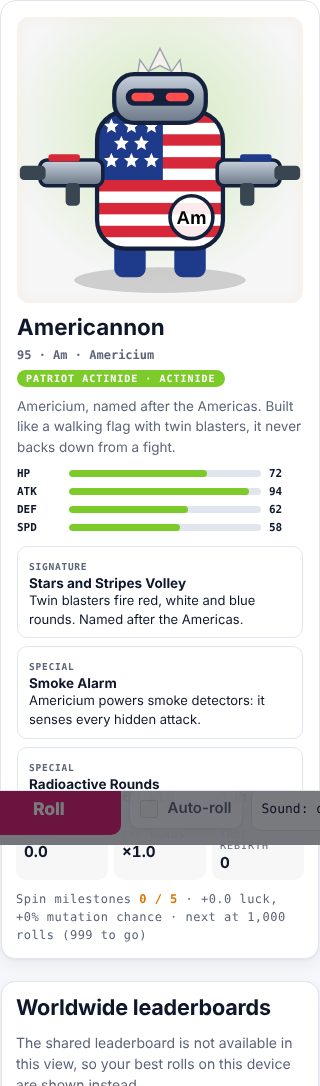 Am
Americannon
95 · Am · Americium
PATRIOT ACTINIDE · ACTINIDE
Americium, named after the Americas. Built
like a walking flag with twin blasters, it never
backs down from a fight.
HP 72
ATK 94
DEF 62
SPD 58
SIGNATURE
Stars and Stripes Volley
Twin blasters fire red, white and blue
rounds. Named after the Americas.
SPECIAL
Smoke Alarm
Americium powers smoke detectors: it
senses every hidden attack.
SPECIAL
Radioactive Rounds
Roll Auto-roll Sound:
REBIRTH
0.0 ×1.0 0
Spin milestones 0 / 5 · +0.0 luck,
+0% mutation chance · next at 1,000
rolls (999 to go)
Worldwide leaderboards
The shared leaderboard is not available in
this view, so your best rolls on this device
are shown instead